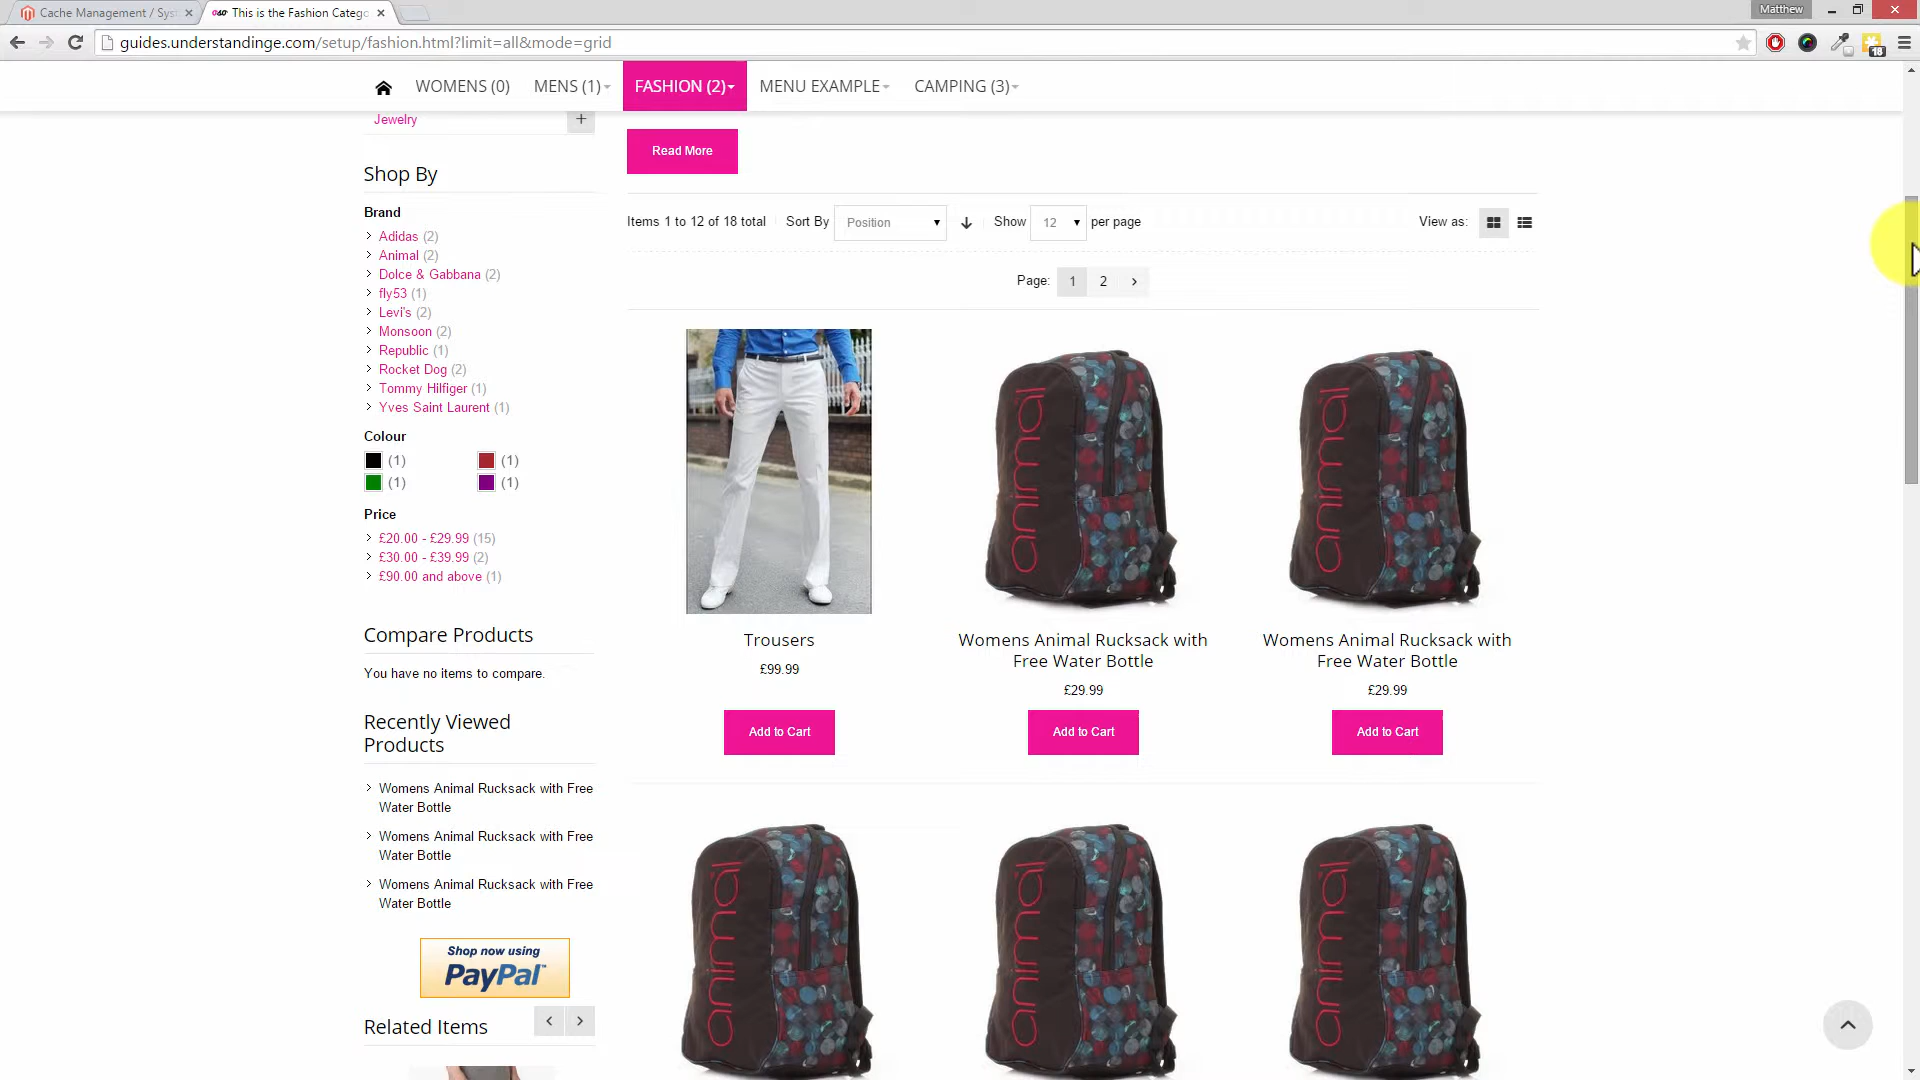 Cache Management / Sys
This is the Fashion Catego
Matthew
guides.understandinge.com/setup/fashion.html?limit=all&mode=grid
18
WOMENS (0)
MENS (1)
FASHION (2)
MENU EXAMPLE
CAMPING (3)
Jewelry
+
Read More
Shop By
Items 1 to 12 of 18 total
Sort By
Position
Show
12
per page
View as:
Page:
1
2
Brand
Adidas (2)
Animal (2)
Dolce & Gabbana (2)
fly53 (1)
Levi's (2)
Monsoon (2)
Republic (1)
Rocket Dog (2)
Tommy Hilfiger (1)
Yves Saint Laurent (1)
Colour
(1)
(1)
(1)
(1)
Price
£20.00 - £29.99 (15)
£30.00 - £39.99 (2)
£90.00 and above (1)
Compare Products
You have no items to compare.
Recently Viewed
Products
Womens Animal Rucksack with Free
Water Bottle
Womens Animal Rucksack with Free
Water Bottle
Womens Animal Rucksack with Free
Water Bottle
Shop now using
PayPal
Related Items
animal
animal
Trousers
£99.99
Add to Cart
Womens Animal Rucksack with
Free Water Bottle
£29.99
Add to Cart
Womens Animal Rucksack with
Free Water Bottle
£29.99
Add to Cart
animal
animal
animal